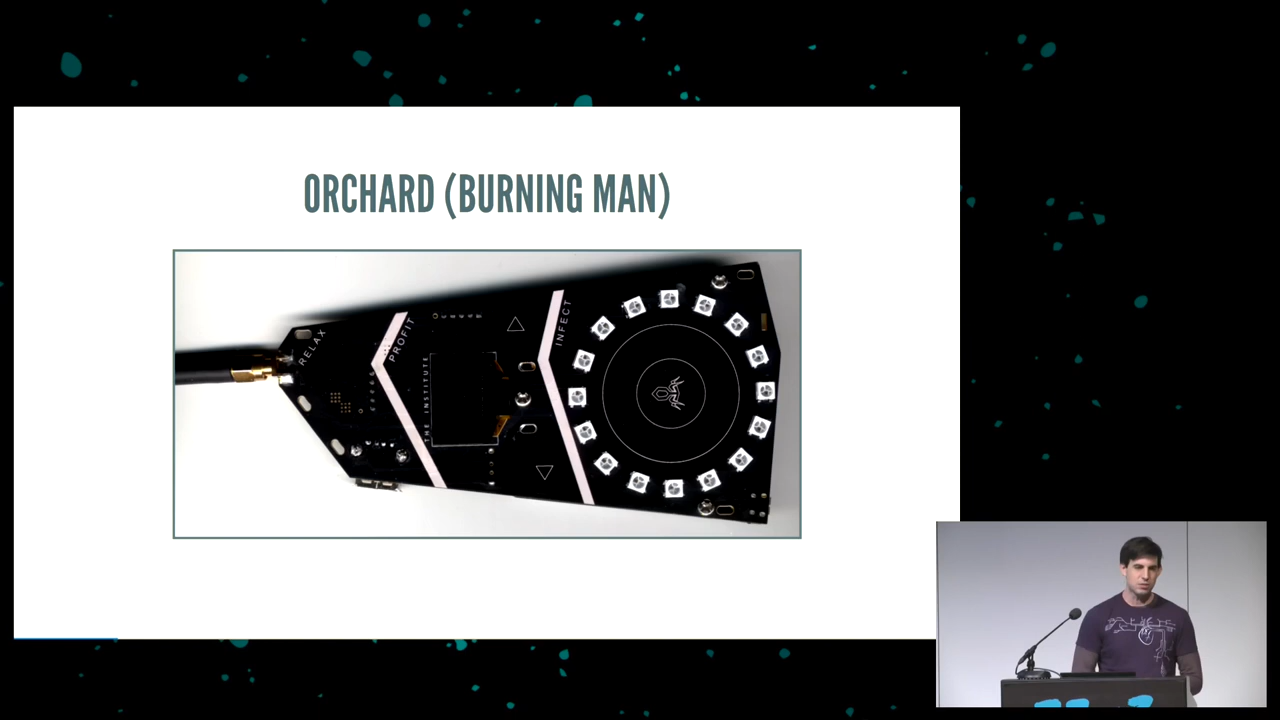 ORCHARD (BURNING MAN)
RELAX
PROFIT
THE INSTITUTE
INFECT